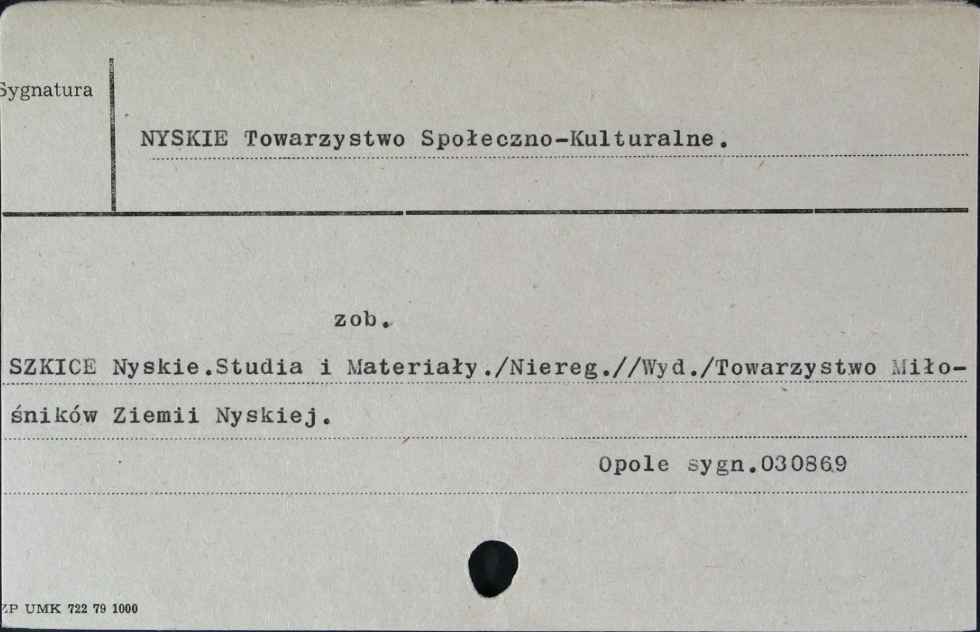 Sygnatura
NYSKIE Towarzystwo Społeczno-Kulturalne.
zob.
SZKICE Nyskie.Studia i Materiały./Niereg.//Wyd./Towarzystwo Miło-
śników Ziemii Nyskiej.
Opole sygn.030869
ZP UMK 722 79 1000